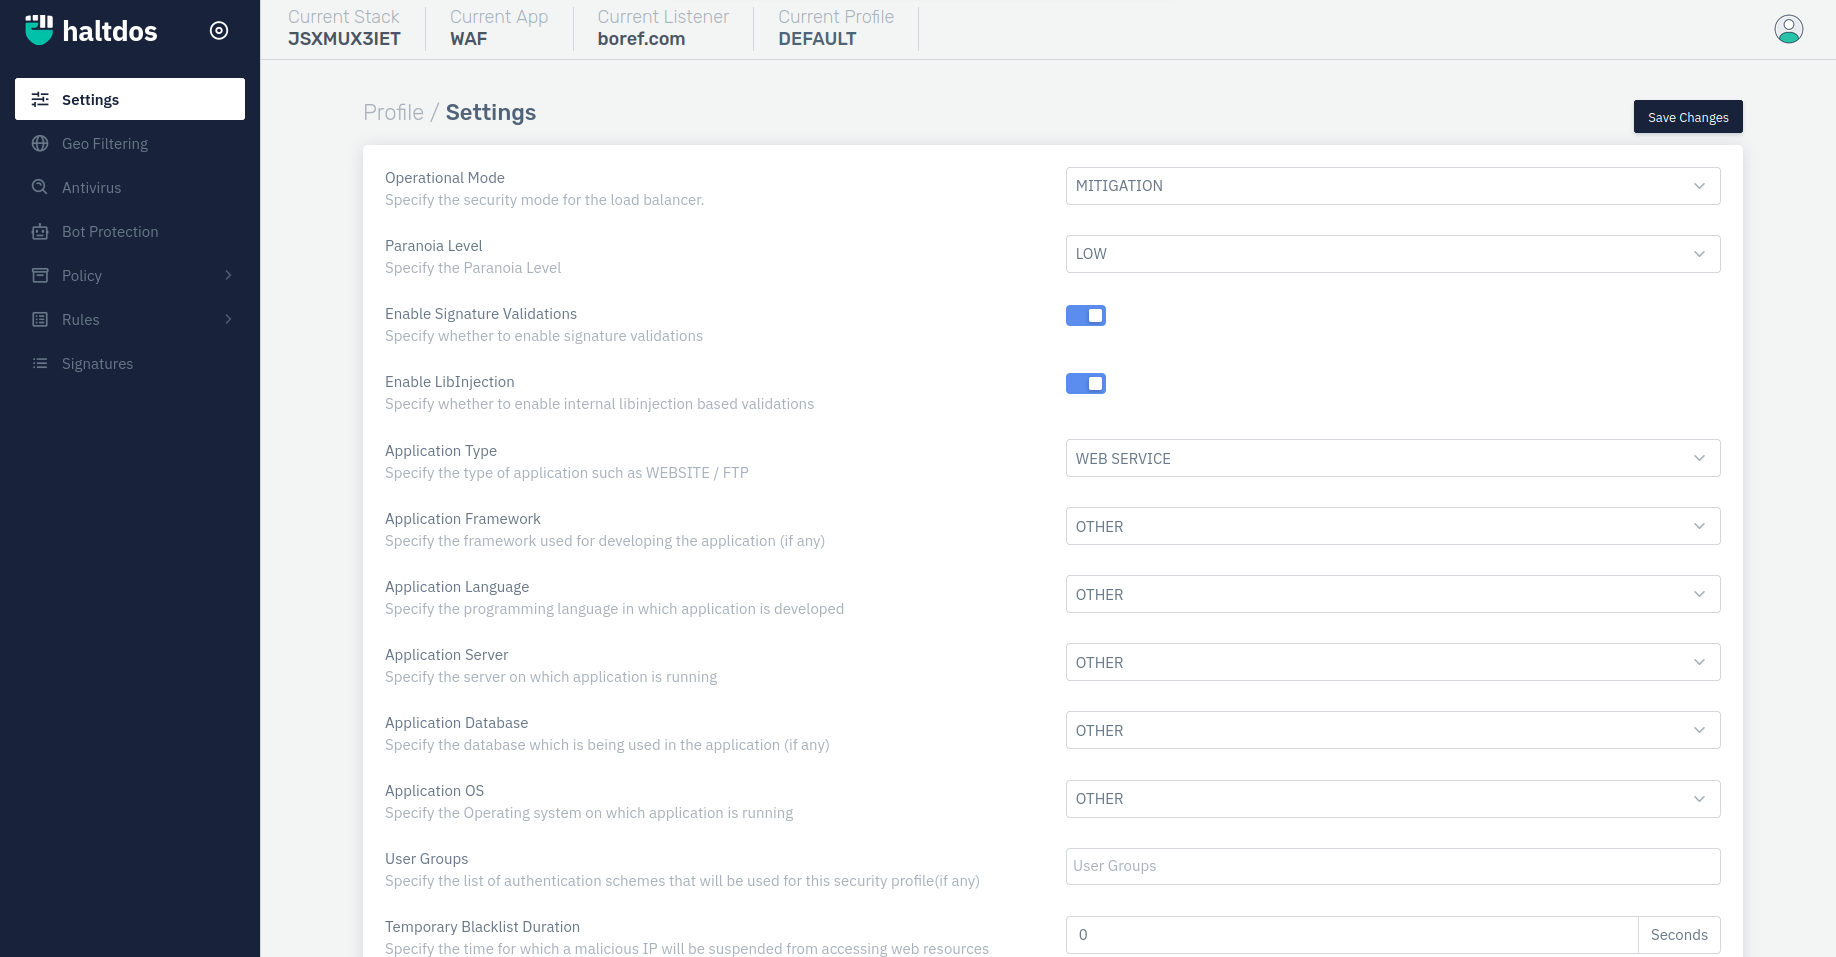 haltdos
Current Stack
JSXMUX3IET
Current App
WAF
Current Listener
boref.com
Current Profile
DEFAULT
Settings
Geo Filtering
Antivirus
Bot Protection
Policy
Rules
Signatures
Profile / Settings
Save Changes
Operational Mode
Specify the security mode for the load balancer.
MITIGATION
Paranoia Level
Specify the Paranoia Level
LOW
Enable Signature Validations
Specify whether to enable signature validations
Enable LibInjection
Specify whether to enable internal libinjection based validations
Application Type
Specify the type of application such as WEBSITE / FTP
WEB SERVICE
Application Framework
Specify the framework used for developing the application (if any)
OTHER
Application Language
Specify the programming language in which application is developed
OTHER
Application Server
Specify the server on which application is running
OTHER
Application Database
Specify the database which is being used in the application (if any)
OTHER
Application OS
Specify the Operating system on which application is running
OTHER
User Groups
Specify the list of authentication schemes that will be used for this security profile(if any)
User Groups
Temporary Blacklist Duration
Specify the time for which a malicious IP will be suspended from accessing web resources
0
Seconds